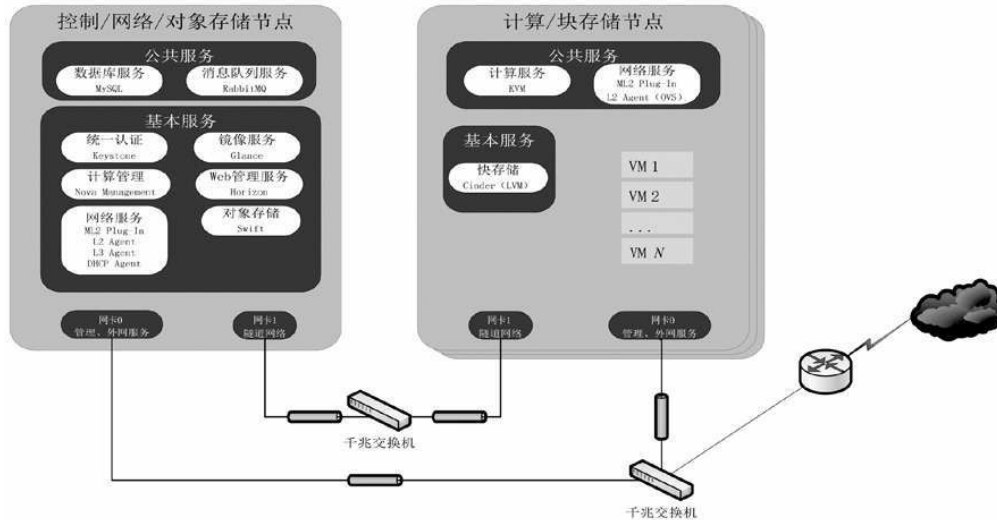 控制/网络/对象存储节点
公共服务
数据库服务
MySQL
消息队列服务
RabbitMQ
基本服务
统一认证
Keystone
镜像服务
Glance
计算管理
Nova Management
Web管理服务
Horizon
网络服务
ML2 Plug-In
L2 Agent
L3 Agent
DHCP Agent
对象存储
Swift
网卡0
管理、外网服务
网卡1
隧道网络
计算/块存储节点
公共服务
计算服务
KVM
网络服务
ML2 Plug-In
L2 Agent (OVS)
基本服务
快存储
Cinder (LVM)
VM 1
VM 2
...
VM N
网卡1
隧道网络
网卡0
管理、外网服务
千兆交换机
千兆交换机